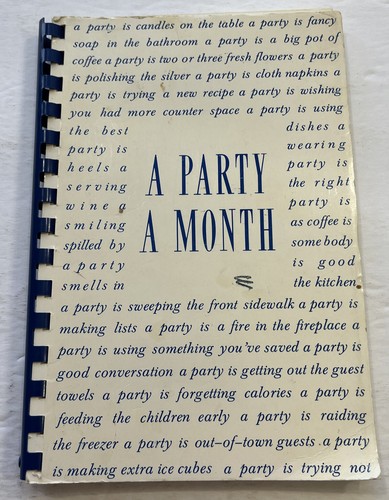 a party is candles on the table a party is fancy
soap in the bathroom a party is a big pot of
coffee a party is two or three fresh flowers a party
is polishing the silver a party is cloth napkins a
party is trying a new recipe a party is wishing
you had more counter space a party is using
the best dishes a
party is wearing
heels a party is
serving the right
wine a party is
smiling as coffee is
spilled by some body
a party is good
smells in the kitchen
A PARTY
A MONTH
a party is sweeping the front sidewalk a party is
making lists a party is a fire in the fireplace a
party is using something you've saved a party is
good conversation a party is getting out the guest
towels a party is forgetting calories a party is
feeding the children early a party is raiding
the freezer a party is out-of-town guests a party
is making extra ice cubes a party is trying not